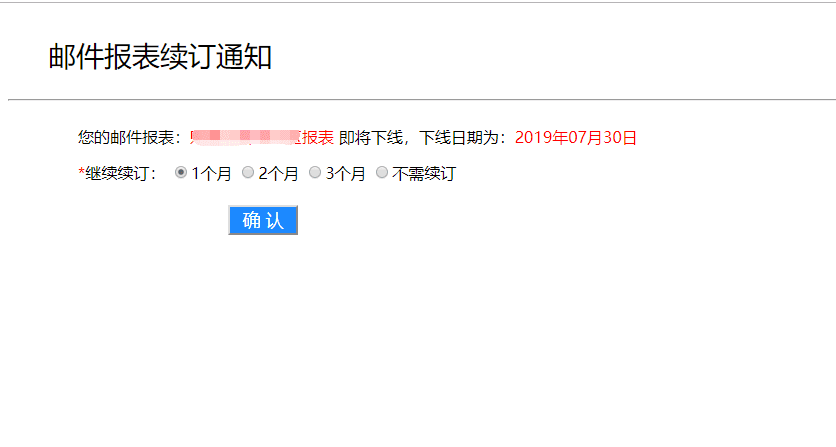 邮件报表续订通知
您的邮件报表： 报表 即将下线，下线日期为：2019年07月30日
*继续续订： 1个月 2个月 3个月 不需续订
确 认